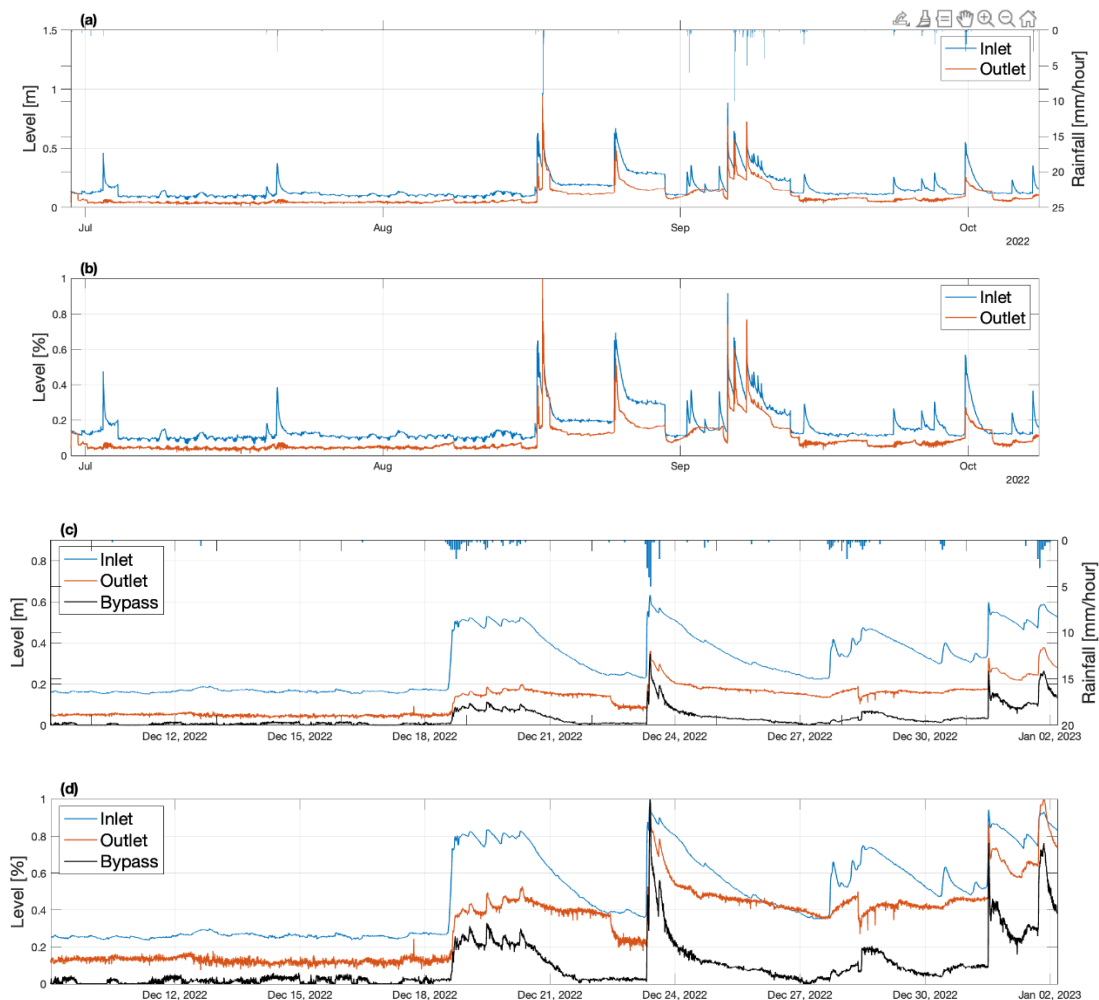 (a)
1.5
1
0.5
0
Level [m]
0
5
10
15
20
25
Rainfall [mm/hour]
Inlet
Outlet
Jul
Aug
Sep
Oct
2022
(b)
1
0.8
0.6
0.4
0.2
0
Level [%]
Inlet
Outlet
Jul
Aug
Sep
Oct
2022
(c)
0.8
0.6
0.4
0.2
0
Level [m]
0
5
10
15
20
Rainfall [mm/hour]
Inlet
Outlet
Bypass
Dec 12, 2022
Dec 15, 2022
Dec 18, 2022
Dec 21, 2022
Dec 24, 2022
Dec 27, 2022
Dec 30, 2022
Jan 02, 2023
(d)
1
0.8
0.6
0.4
0.2
0
Level [%]
Inlet
Outlet
Bypass
Dec 12, 2022
Dec 15, 2022
Dec 18, 2022
Dec 21, 2022
Dec 24, 2022
Dec 27, 2022
Dec 30, 2022
Jan 02, 2023